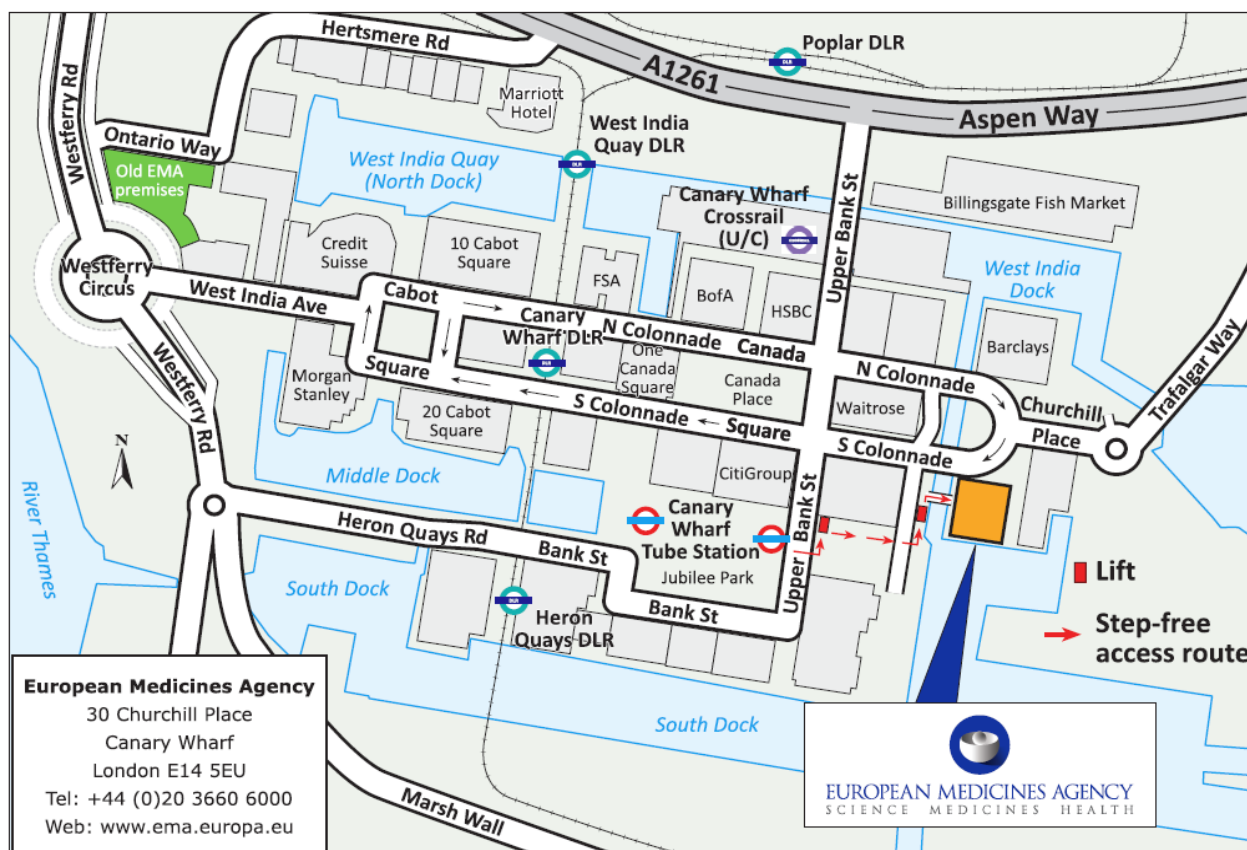 Hertsmere Rd
Poplar DLR
Westferry Rd
A1261
Marriott
Hotel
Aspen Way
Ontario Way
West India
Quay DLR
Old EMA
premises
West India Quay
(North Dock)
Canary Wharf
Crossrail
(U/C)
Upper Bank St
Billingsgate Fish Market
Credit
Suisse
10 Cabot
Square
Westferry
Circus
FSA
BofA
HSBC
West India
Dock
West India Ave
Cabot
Canary
Wharf DLR
N Colonnade
Canada
Barclays
Morgan
Stanley
Square
One
Canada
Square
Canada
Place
N Colonnade
Trafalgar Way
Westferry Rd
20 Cabot
Square
S Colonnade
Square
Waitrose
Churchill
Place
S Colonnade
N
Middle Dock
CitiGroup
River Thames
Heron Quays Rd
Bank St
Canary
Wharf
Tube Station
Upper Bank St
Jubilee Park
Lift
South Dock
Heron
Quays DLR
Bank St
Step-free
access route
South Dock
Marsh Wall
European Medicines Agency
30 Churchill Place
Canary Wharf
London E14 5EU
Tel: +44 (0)20 3660 6000
Web: www.ema.europa.eu
EUROPEAN MEDICINES AGENCY
SCIENCE MEDICINES HEALTH